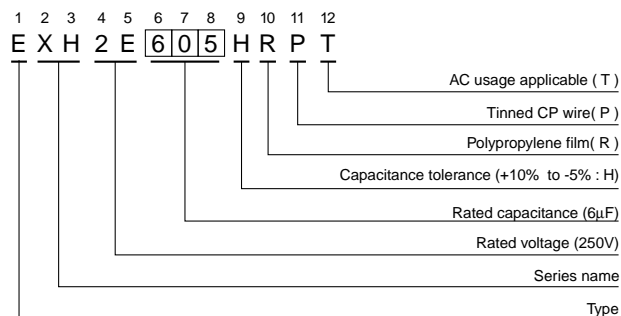 1 2 3 4 5 6 7 8 9 10 11 12
E X H 2 E 6 0 5 H R P T
AC usage applicable ( T )
Tinned CP wire( P )
Polypropylene film( R )
Capacitance tolerance (+10% to -5% : H)
Rated capacitance (6μF)
Rated voltage (250V)
Series name
Type